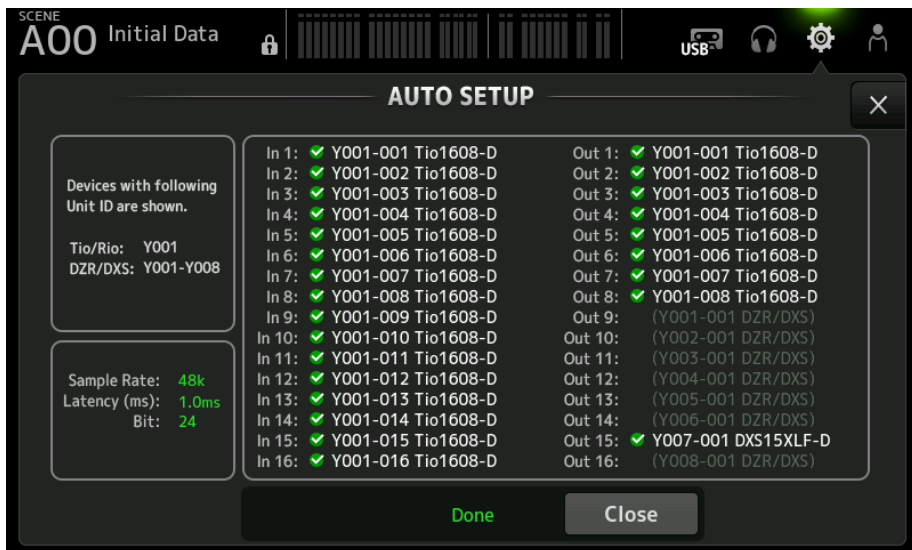 SCENE
A00 Initial Data
USB
AUTO SETUP
Devices with following
Unit ID are shown.
Tio/Rio: Y001
DZR/DXS: Y001-Y008
Sample Rate: 48k
Latency (ms): 1.0ms
Bit: 24
In 1: Y001-001 Tio1608-D
In 2: Y001-002 Tio1608-D
In 3: Y001-003 Tio1608-D
In 4: Y001-004 Tio1608-D
In 5: Y001-005 Tio1608-D
In 6: Y001-006 Tio1608-D
In 7: Y001-007 Tio1608-D
In 8: Y001-008 Tio1608-D
In 9: Y001-009 Tio1608-D
In 10: Y001-010 Tio1608-D
In 11: Y001-011 Tio1608-D
In 12: Y001-012 Tio1608-D
In 13: Y001-013 Tio1608-D
In 14: Y001-014 Tio1608-D
In 15: Y001-015 Tio1608-D
In 16: Y001-016 Tio1608-D
Out 1: Y001-001 Tio1608-D
Out 2: Y001-002 Tio1608-D
Out 3: Y001-003 Tio1608-D
Out 4: Y001-004 Tio1608-D
Out 5: Y001-005 Tio1608-D
Out 6: Y001-006 Tio1608-D
Out 7: Y001-007 Tio1608-D
Out 8: Y001-008 Tio1608-D
Out 9: (Y001-001 DZR/DXS)
Out 10: (Y002-001 DZR/DXS)
Out 11: (Y003-001 DZR/DXS)
Out 12: (Y004-001 DZR/DXS)
Out 13: (Y005-001 DZR/DXS)
Out 14: (Y006-001 DZR/DXS)
Out 15: Y007-001 DXS15XLF-D
Out 16: (Y008-001 DZR/DXS)
Done
Close